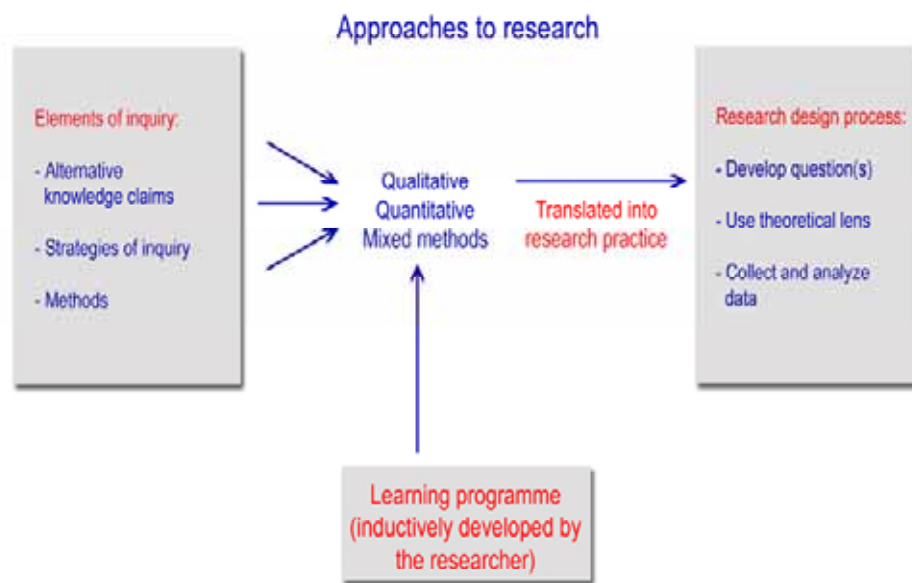 Approaches to research
Elements of inquiry:
- Alternative
knowledge claims
- Strategies of inquiry
- Methods
Qualitative
Quantitative
Mixed methods
Translated into
research practice
Research design process:
- Develop question(s)
- Use theoretical lens
- Collect and analyze
data
Learning programme
(inductively developed by
the researcher)